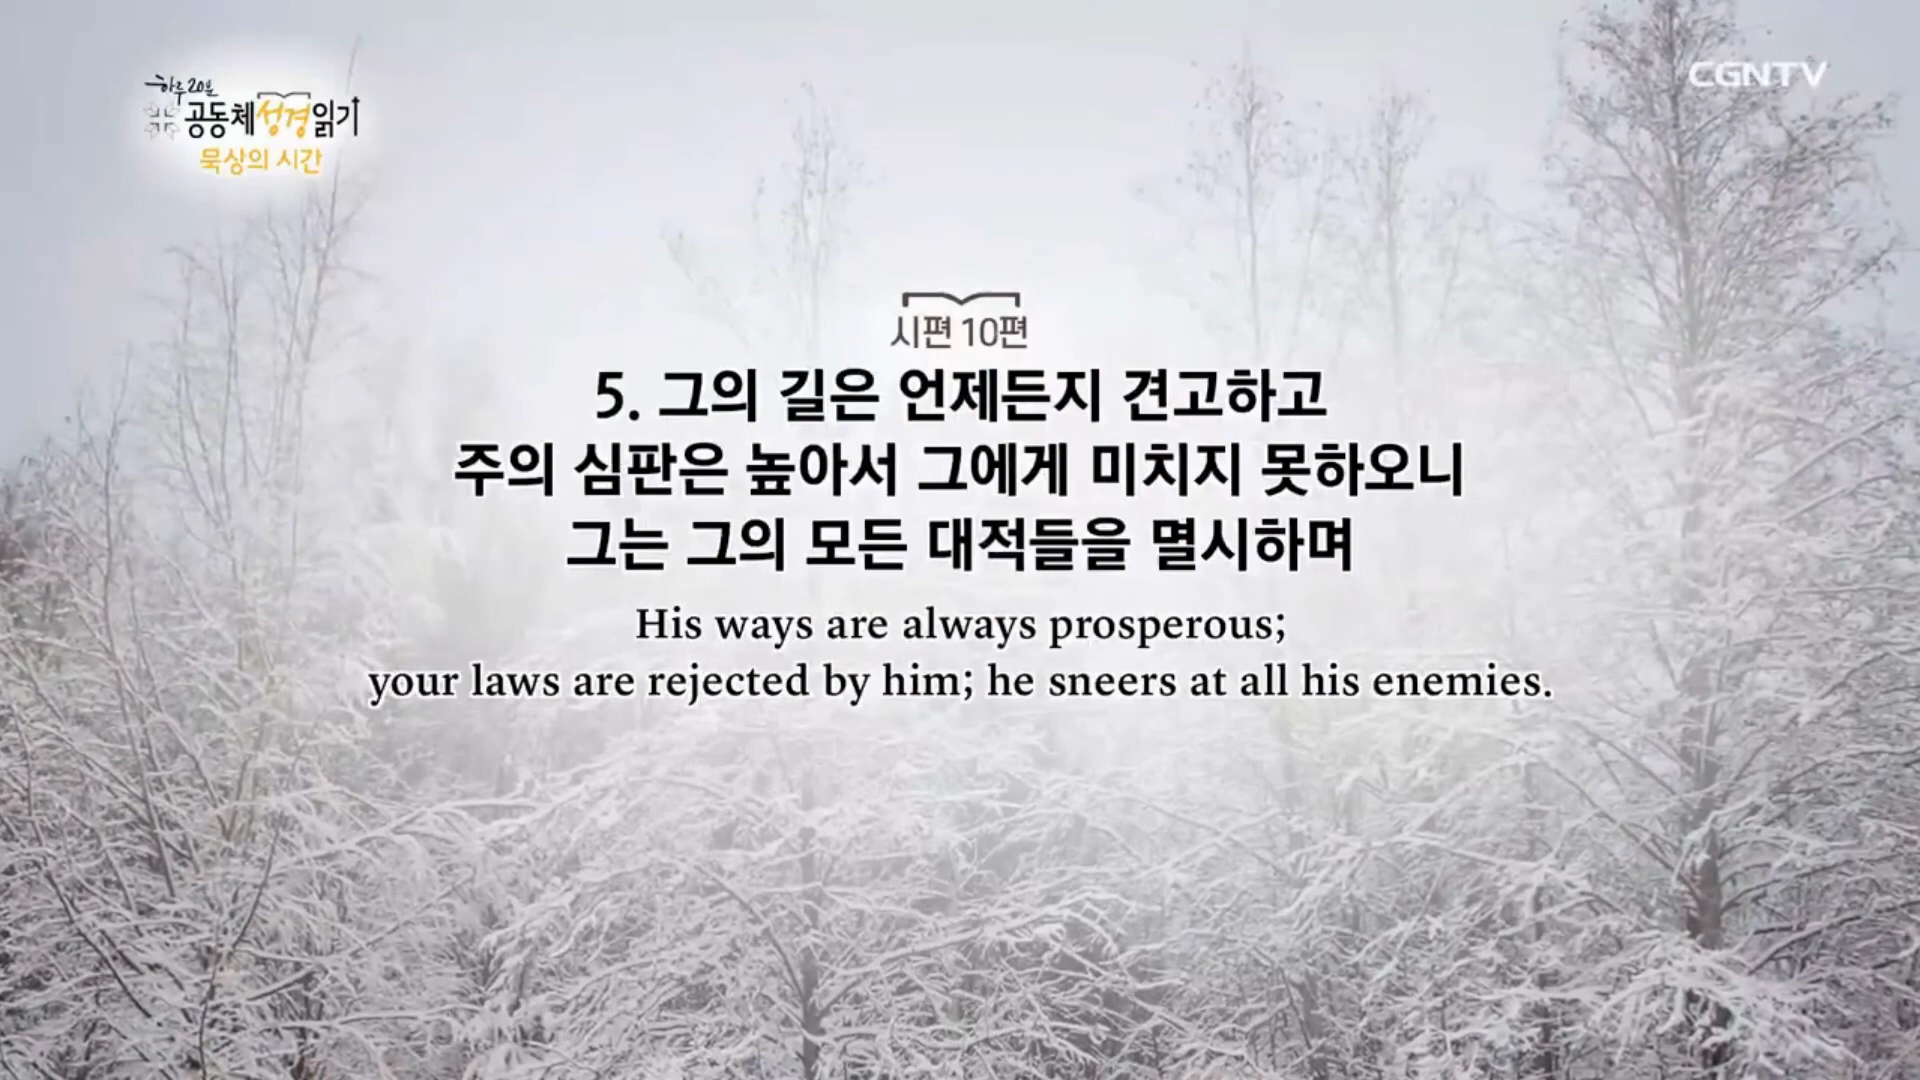 하루 20분
공동체성경읽기
묵상의 시간
CGNTV
시편 10편
5. 그의 길은 언제든지 견고하고
주의 심판은 높아서 그에게 미치지 못하오니
그는 그의 모든 대적들을 멸시하며
His ways are always prosperous;
your laws are rejected by him; he sneers at all his enemies.